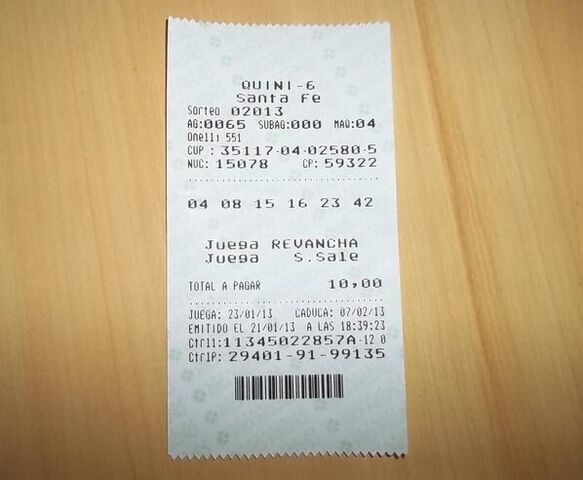 QUINI-6
Santa Fe
Sorteo 02013
AG:0065 SUBAG:000 MAQ:04
Onelli 551
CUP : 35117-04-02580-5
NUC: 15078 CP: 59322
04 08 15 16 23 42
Juega REVANCHA
Juega S.Sale
TOTAL A PAGAR 10,00
JUEGA: 23/01/13 CADUCA: 07/02/13
EMITIDO EL 21/01/13 A LAS 18:39:23
Ctrl1:11345022857A-12 0
CtrlP: 29401-91-99135